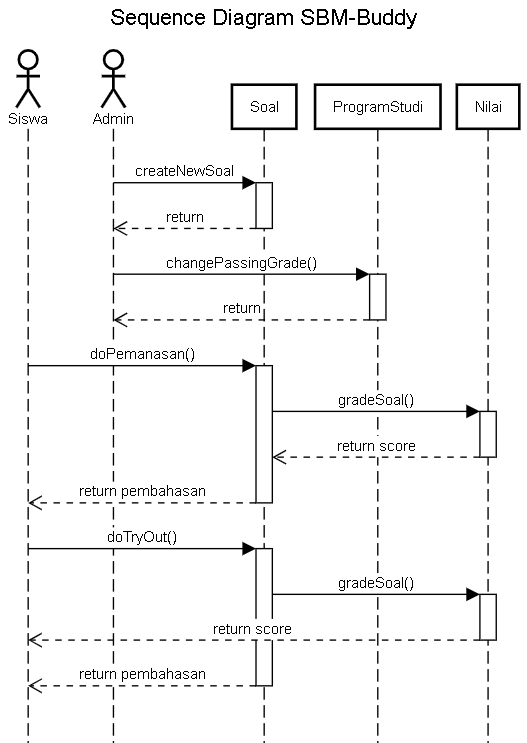 Sequence Diagram SBM-Buddy
Siswa
Admin
Soal
ProgramStudi
Nilai
createNewSoal
return
changePassingGrade()
return
doPemanasan()
gradeSoal()
return score
return pembahasan
doTryOut()
gradeSoal()
return score
return pembahasan